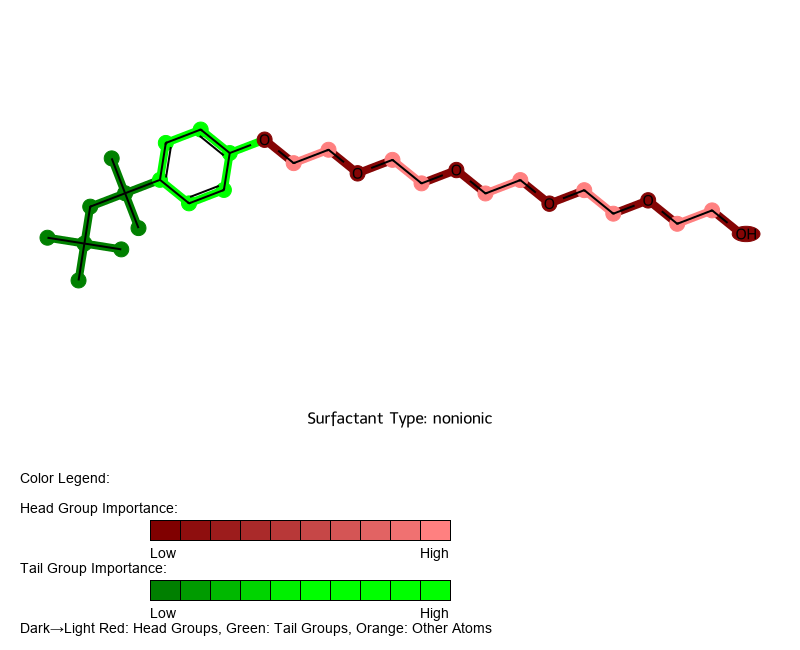 O
O
O
O
O
OH
Surfactant Type: nonionic
Color Legend:
Head Group Importance:
Low High
Tail Group Importance:
Low High
Dark→Light Red: Head Groups, Green: Tail Groups, Orange: Other Atoms